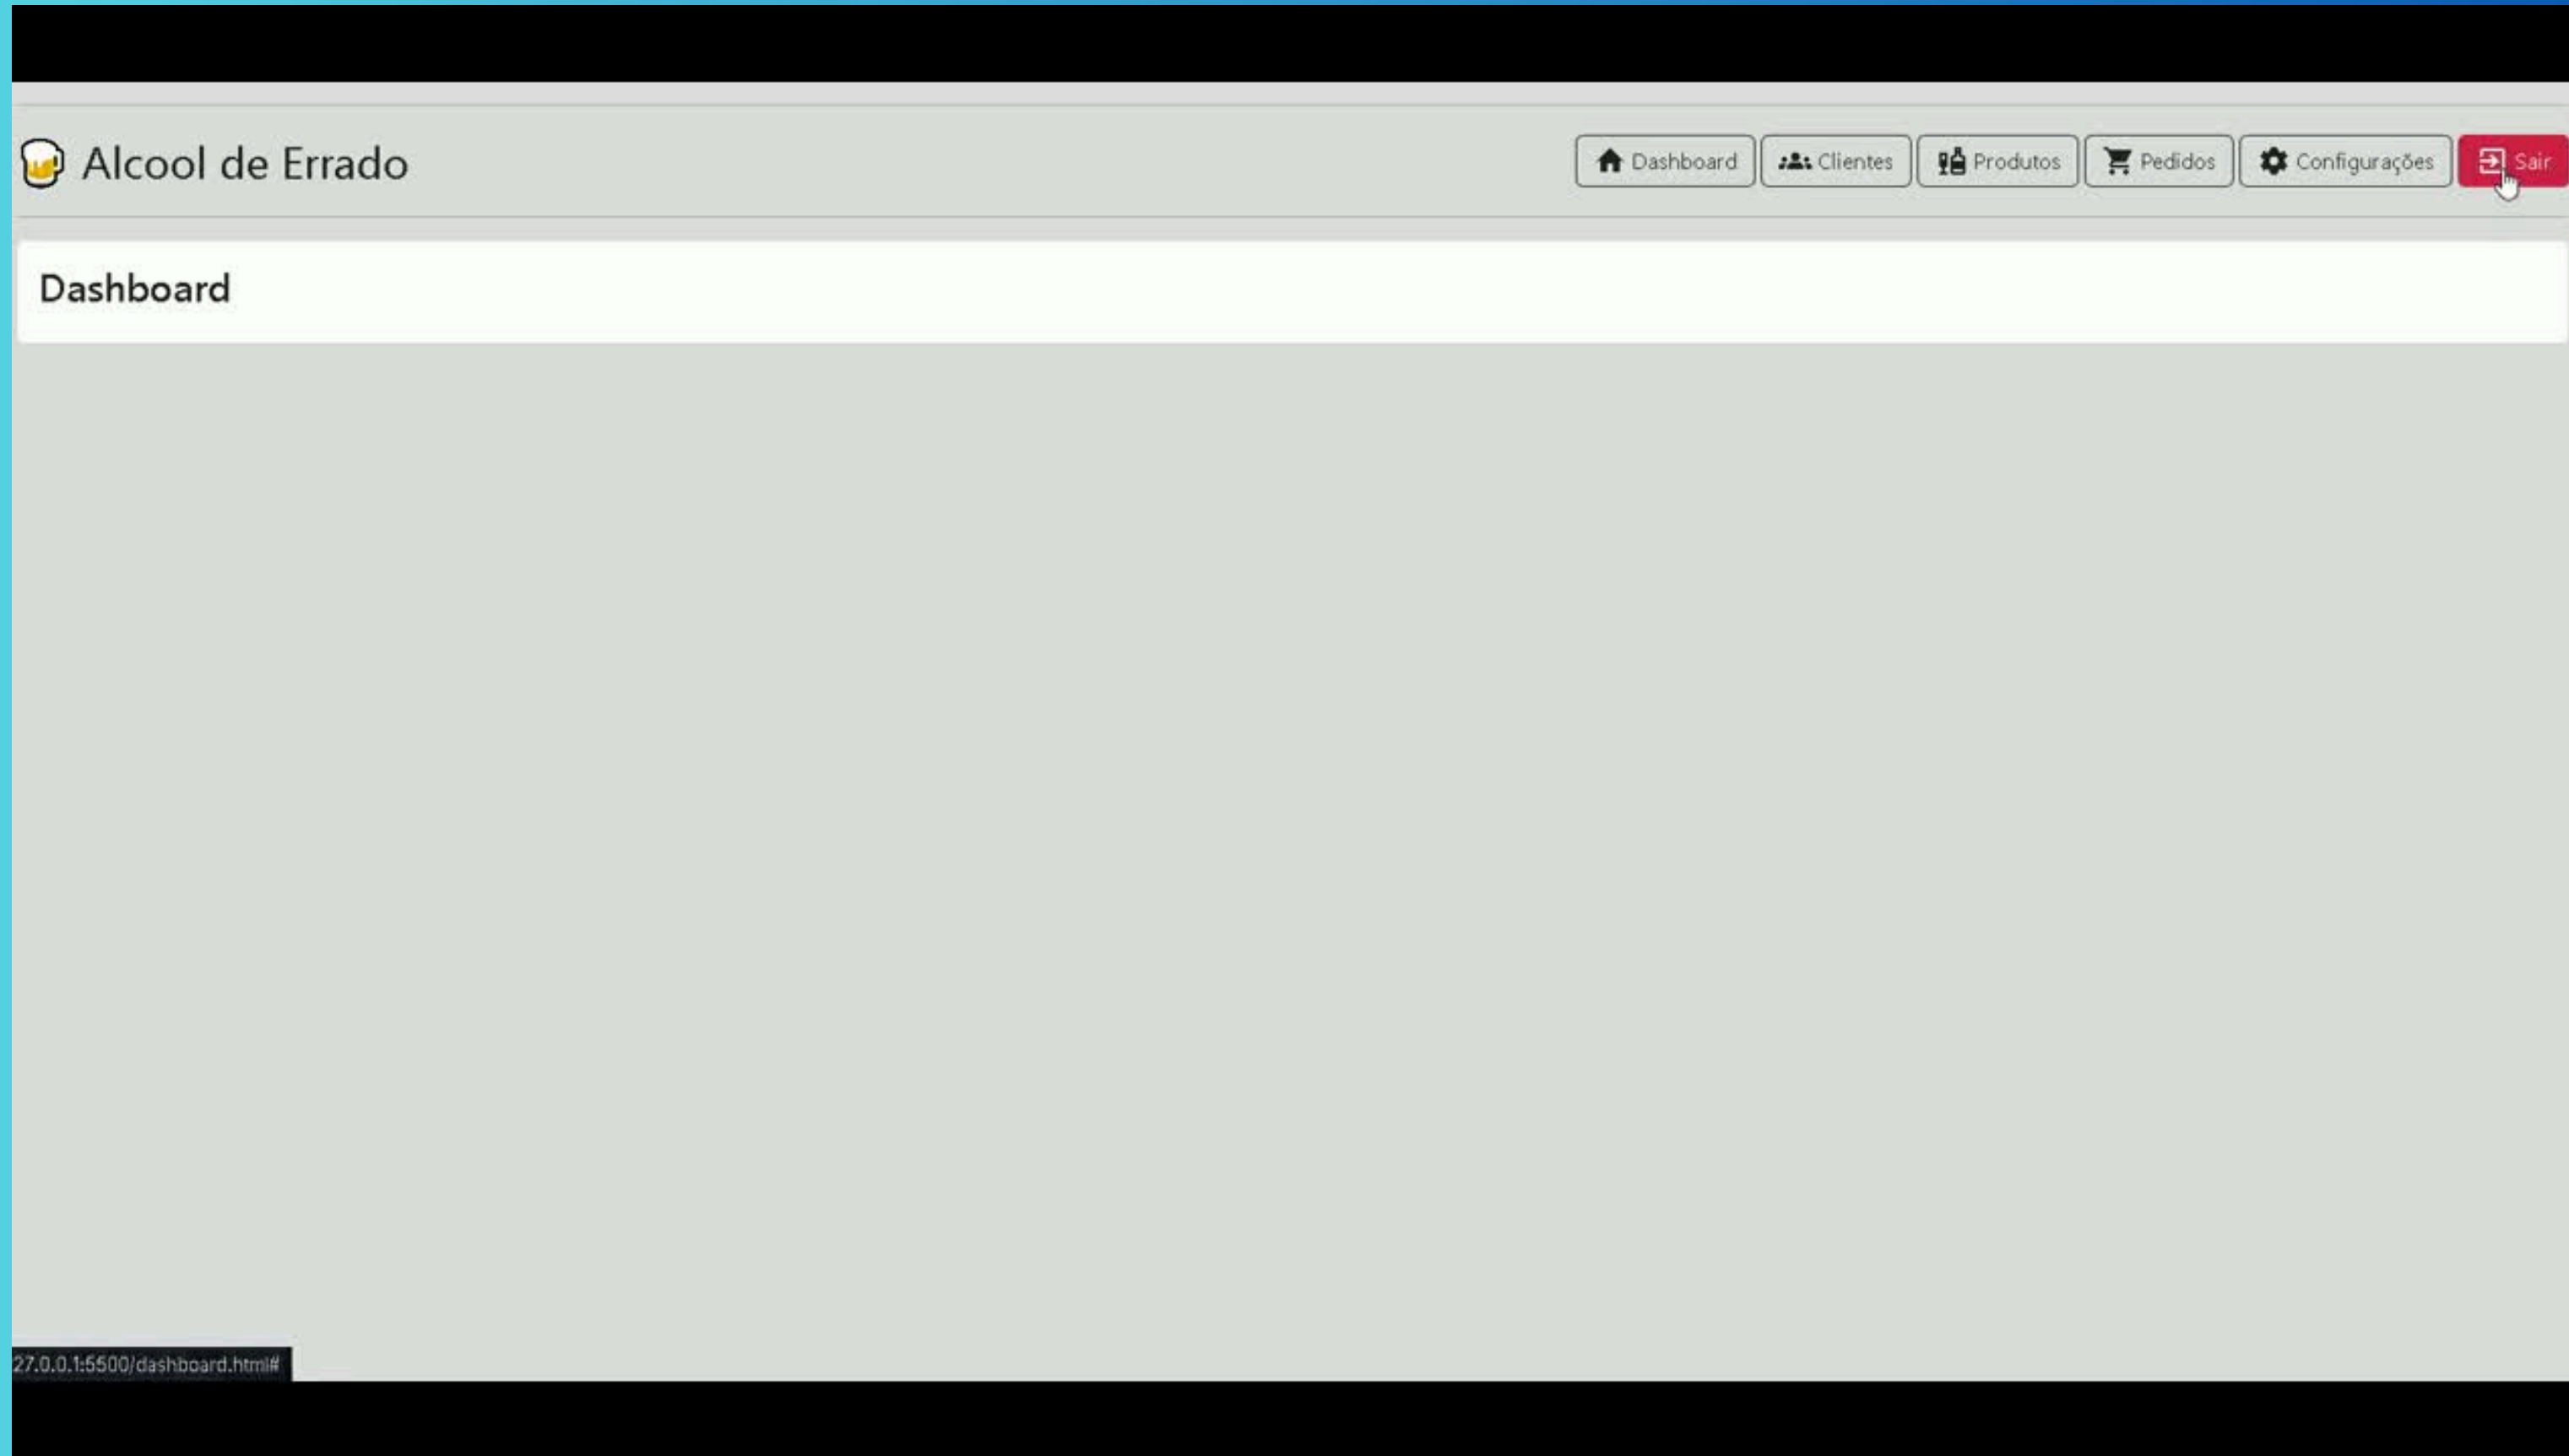 Alcool de Errado
Dashboard Clientes Produtos Pedidos Configurações Sair
Dashboard
27.0.0.1:5500/dashboard.html#